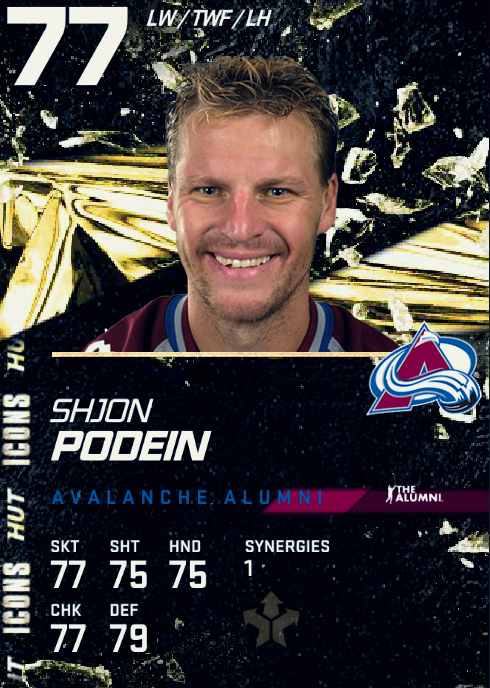 77
LW / TWF / LH
SHJON
PODEIN
AVALANCHE ALUMNI
THE
ALUMNI
SKT SHT HND SYNERGIES
77 75 75 1
CHK DEF
77 79
HUT
ICONS
HUT
ICONS